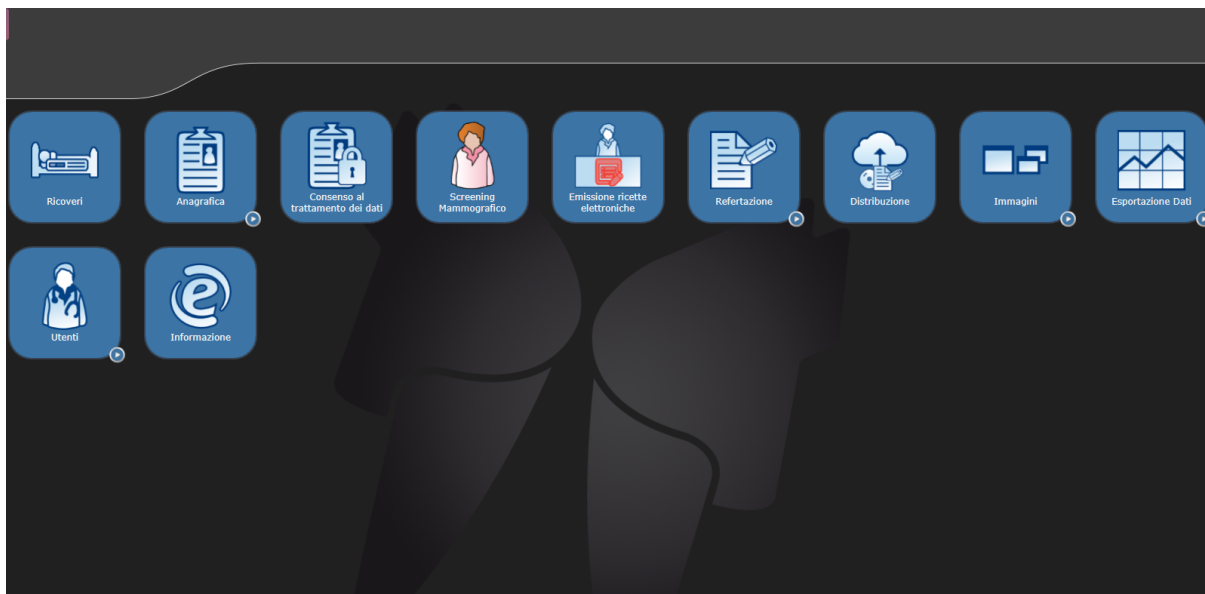 Ricoveri
Anagrafica
Consenso al
trattamento dei dati
Screening
Mammografico
Emissione ricette
elettroniche
Refertazione
Distribuzione
Immagini
Esportazione Dati
Utenti
Informazione